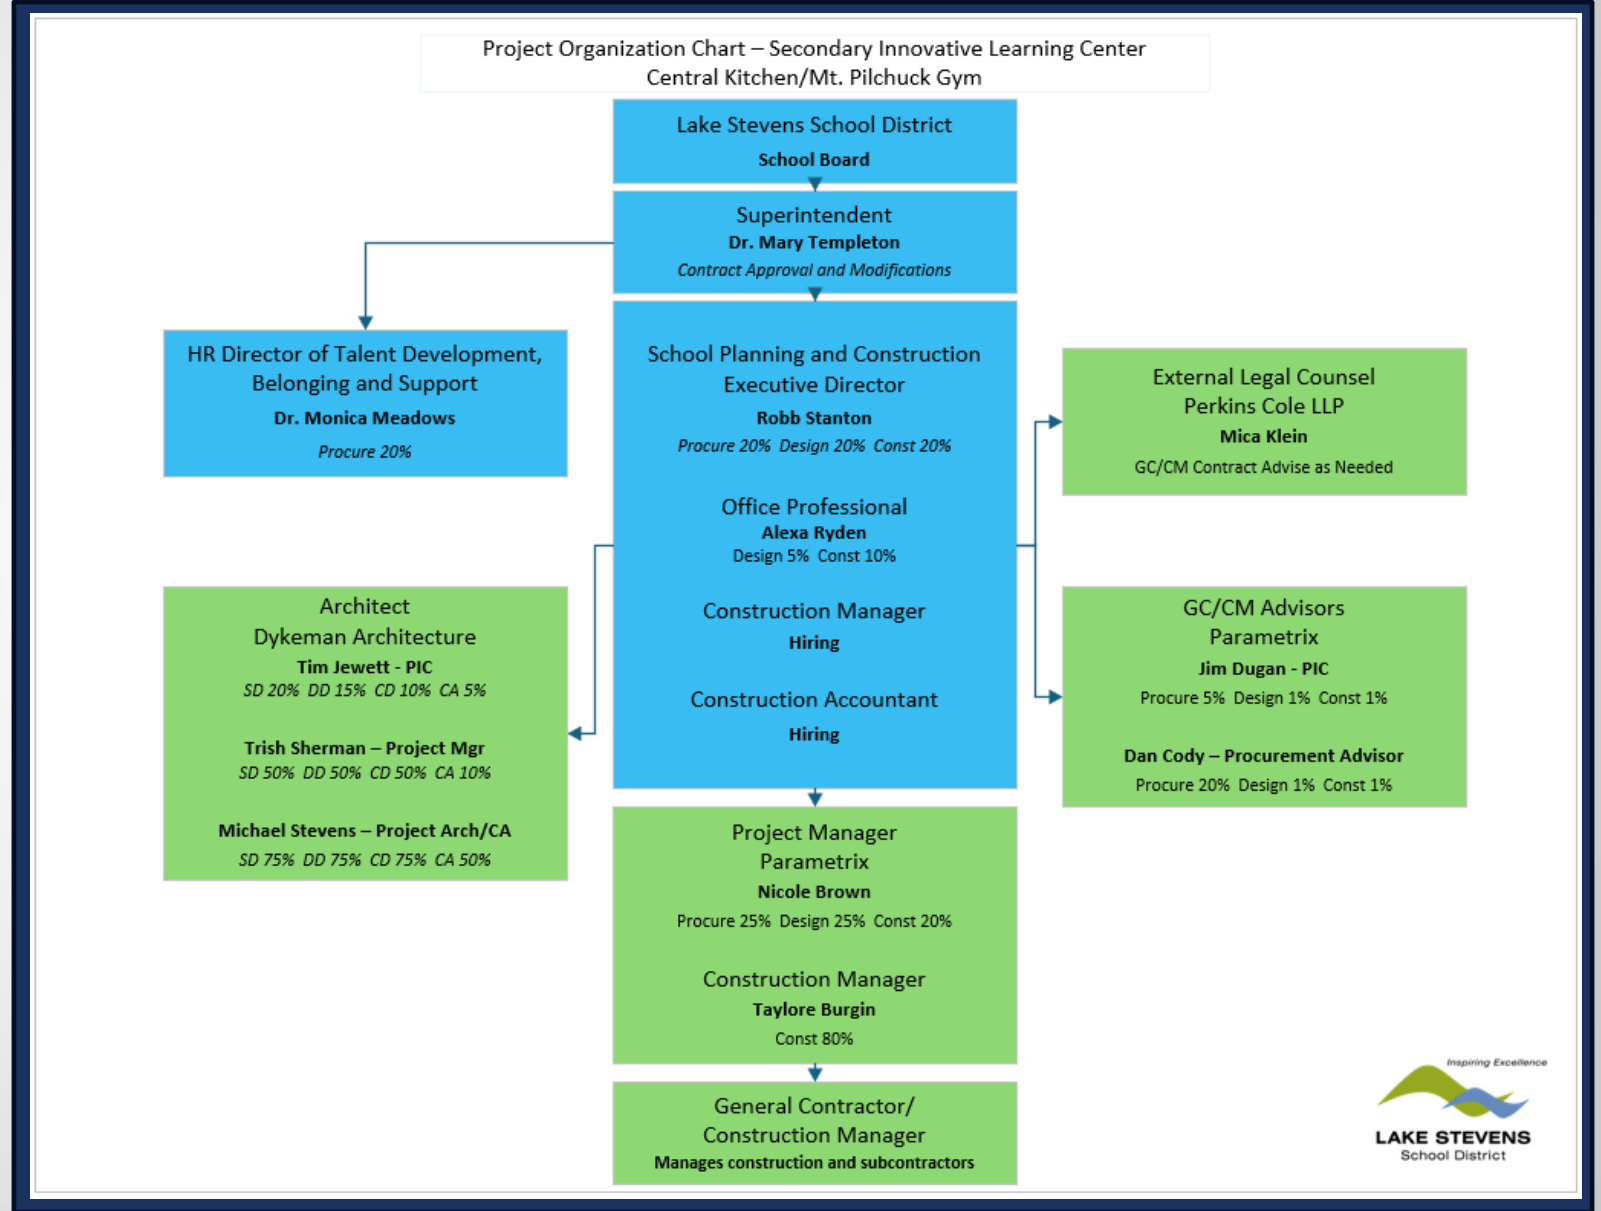 Project Organization Chart – Secondary Innovative Learning Center
Central Kitchen/Mt. Pilchuck Gym
Lake Stevens School District
School Board
Superintendent
Dr. Mary Templeton
Contract Approval and Modifications
HR Director of Talent Development,
Belonging and Support
Dr. Monica Meadows
Procure 20%
School Planning and Construction
Executive Director
Robb Stanton
Procure 20% Design 20% Const 20%
Office Professional
Alexa Ryden
Design 5% Const 10%
Construction Manager
Hiring
Construction Accountant
Hiring
External Legal Counsel
Perkins Cole LLP
Mica Klein
GC/CM Contract Advise as Needed
Architect
Dykeman Architecture
Tim Jewett - PIC
SD 20% DD 15% CD 10% CA 5%
Trish Sherman – Project Mgr
SD 50% DD 50% CD 50% CA 10%
Michael Stevens – Project Arch/CA
SD 75% DD 75% CD 75% CA 50%
GC/CM Advisors
Parametrix
Jim Dugan - PIC
Procure 5% Design 1% Const 1%
Dan Cody – Procurement Advisor
Procure 20% Design 1% Const 1%
Project Manager
Parametrix
Nicole Brown
Procure 25% Design 25% Const 20%
Construction Manager
Taylore Burgin
Const 80%
General Contractor/
Construction Manager
Manages construction and subcontractors
Inspiring Excellence
LAKE STEVENS
School District